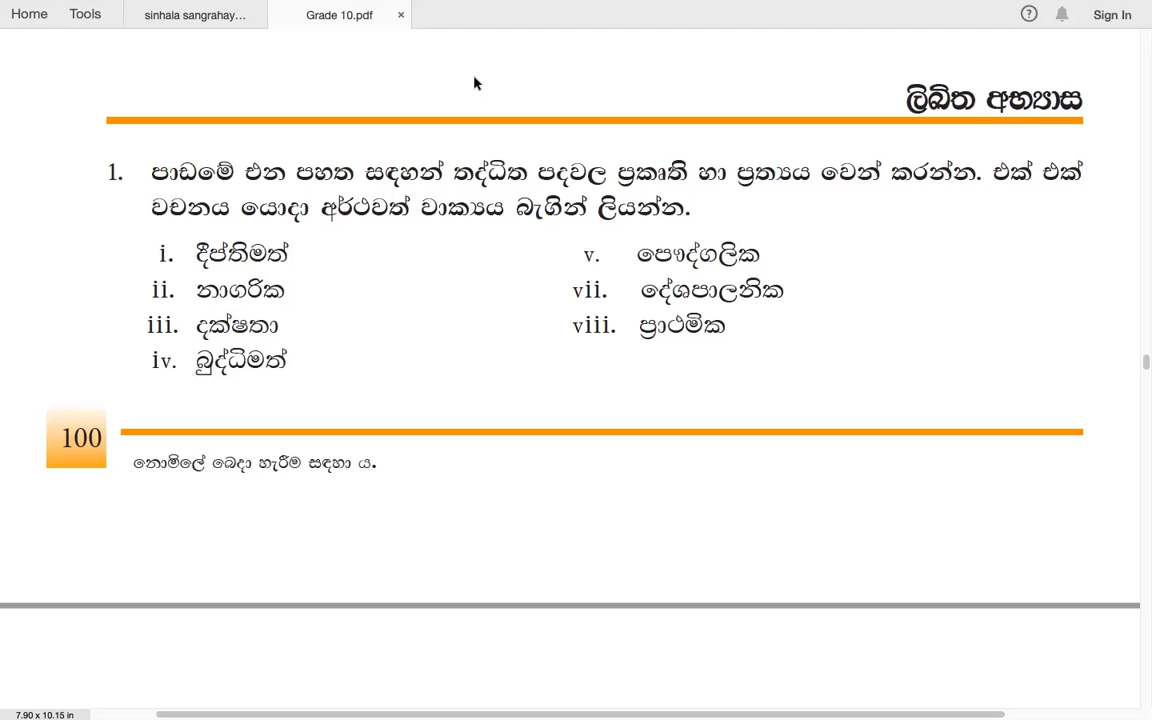 Home Tools sinhala sangrahay... Grade 10.pdf × ? Sign In
ලිඛිත අභ්‍යාස
1. පාඩමේ එන පහත සඳහන් තද්ධිත පදවල ප්‍රකෘති හා ප්‍රත්‍යය වෙන් කරන්න. එක් එක්
වචනය යොදා අර්ථවත් වාක්‍යය බැගින් ලියන්න.
i. දීප්තිමත් v. පෞද්ගලික
ii. නාගරික vii. දේශපාලනික
iii. දක්ෂතා viii. ප්‍රාථමික
iv. බුද්ධිමත්
100
නොමිලේ බෙදා හැරීම සඳහා ය.
7.90 x 10.15 in